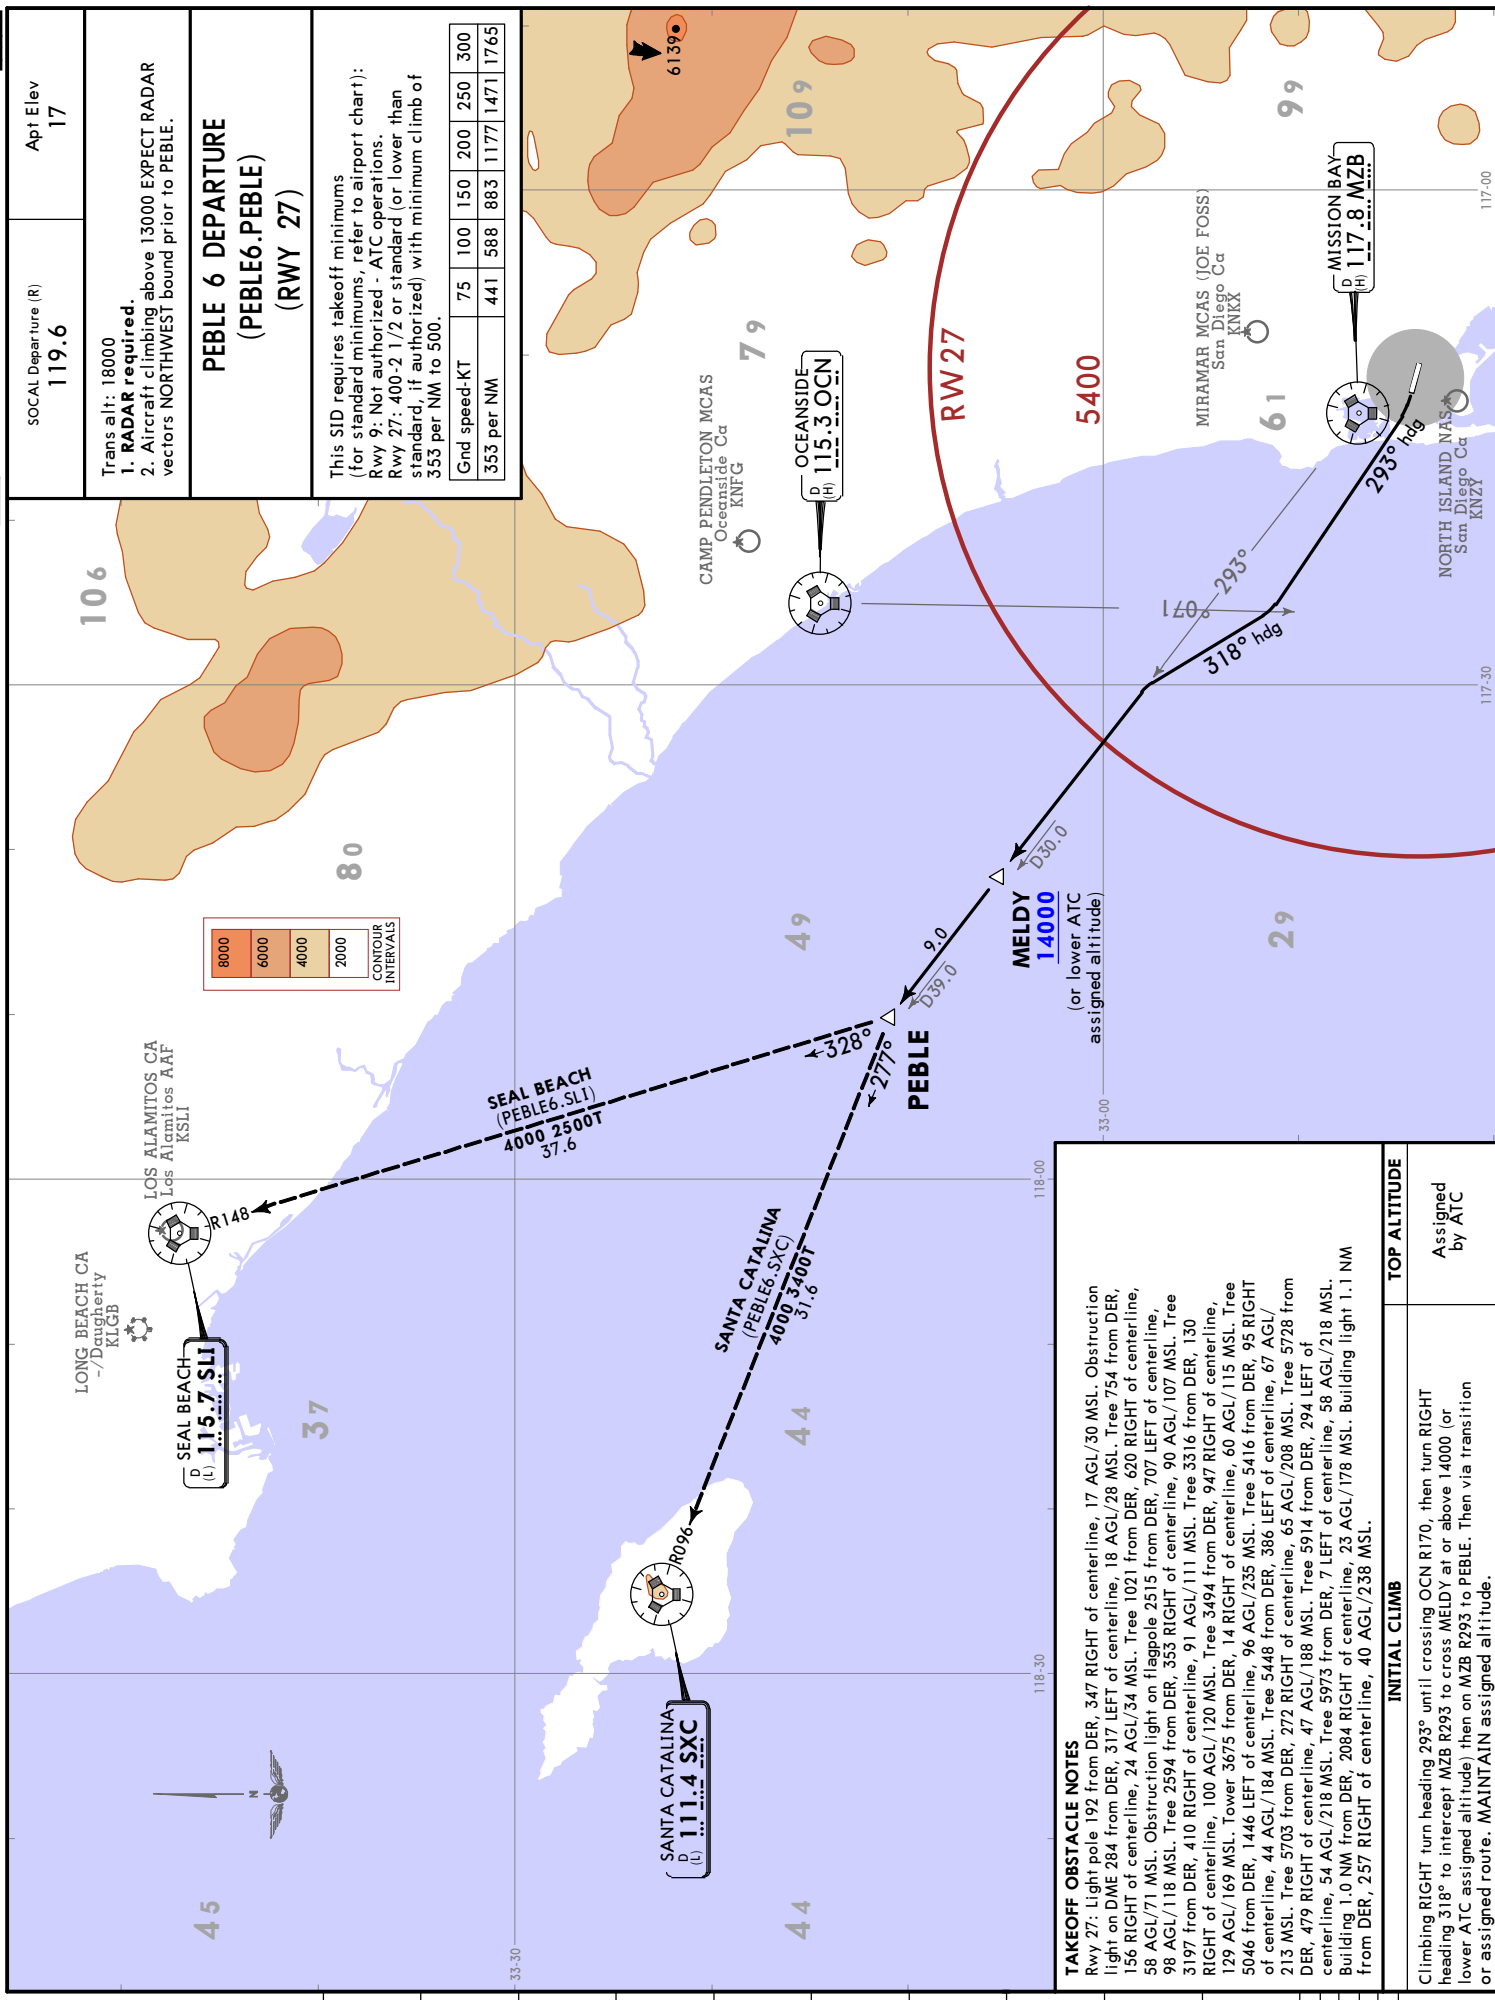 SOCAL Departure (R)
119.6
Apt Elev
17
Trans alt: 18000
1. RADAR required.
2. Aircraft climbing above 13000 EXPECT RADAR
vectors NORTHWEST bound prior to PEBLE.
PEBLE 6 DEPARTURE
(PEBLE6.PEBLE)
(RWY 27)
This SID requires takeoff minimums
(for standard minimums, refer to airport chart):
Rwy 9: Not authorized - ATC operations.
Rwy 27: 400-2 1/2 or standard (or lower than
standard, if authorized) with minimum climb of
353 per NM to 500.
Gnd speed-KT 75 100 150 200 250 300
353 per NM 441 588 883 1177 1471 1765
106
80
8000
6000
4000
2000
CONTOUR
INTERVALS
LOS ALAMITOS CA
Los Alamitos AAF
KSLI
LONG BEACH CA
-/Daugherty
KLGB
SEAL BEACH
D
(L)
115.7 SLI
R148
37
45
N
6139
109
79
CAMP PENDLETON MCAS
Oceanside Ca
KNFG
OCEANSIDE
D
(H)
115.3 OCN
SEAL BEACH
(PEBLE6.SLI)
4000 2500T
37.6
328°
277°
PEBLE
49
9.0
D39.0
MELDY
14000
(or lower ATC
assigned altitude)
D30.0
SANTA CATALINA
(PEBLE6.SXC)
4000 3400T
31.6
44
R096
SANTA CATALINA
D
(L)
111.4 SXC
44
33-30
118-30
118-00
33-00
117-30
117-00
RW27
5400
99
61
29
MIRAMAR MCAS (JOE FOSS)
San Diego Ca
KNKX
MISSION BAY
D
(H)
117.8 MZB
NORTH ISLAND NAS
San Diego Ca
KNZY
293° hdg
318° hdg
293°
071°
TAKEOFF OBSTACLE NOTES
Rwy 27: Light pole 192 from DER, 347 RIGHT of centerline, 17 AGL/30 MSL. Obstruction
light on DME 284 from DER, 317 LEFT of centerline, 18 AGL/28 MSL. Tree 754 from DER,
156 RIGHT of centerline, 24 AGL/34 MSL. Tree 1021 from DER, 620 RIGHT of centerline,
58 AGL/71 MSL. Obstruction light on flagpole 2515 from DER, 707 LEFT of centerline,
98 AGL/118 MSL. Tree 2594 from DER, 353 RIGHT of centerline, 90 AGL/107 MSL. Tree
3197 from DER, 410 RIGHT of centerline, 91 AGL/111 MSL. Tree 3316 from DER, 130
RIGHT of centerline, 100 AGL/120 MSL. Tree 3494 from DER, 947 RIGHT of centerline,
129 AGL/169 MSL. Tower 3675 from DER, 14 RIGHT of centerline, 60 AGL/115 MSL. Tree
5046 from DER, 1446 LEFT of centerline, 96 AGL/235 MSL. Tree 5416 from DER, 95 RIGHT
of centerline, 44 AGL/184 MSL. Tree 5448 from DER, 386 LEFT of centerline, 67 AGL/
213 MSL. Tree 5703 from DER, 272 RIGHT of centerline, 65 AGL/208 MSL. Tree 5728 from
DER, 479 RIGHT of centerline, 47 AGL/188 MSL. Tree 5914 from DER, 294 LEFT of
centerline, 54 AGL/218 MSL. Tree 5973 from DER, 7 LEFT of centerline, 58 AGL/218 MSL.
Building 1.0 NM from DER, 2084 RIGHT of centerline, 23 AGL/178 MSL. Building light 1.1 NM
from DER, 257 RIGHT of centerline, 40 AGL/238 MSL.
INITIAL CLIMB
TOP ALTITUDE
Climbing RIGHT turn heading 293° until crossing OCN R170, then turn RIGHT
heading 318° to intercept MZB R293 to cross MELDY at or above 14000 (or
lower ATC assigned altitude) then on MZB R293 to PEBLE. Then via transition
or assigned route. MAINTAIN assigned altitude.
Assigned
by ATC